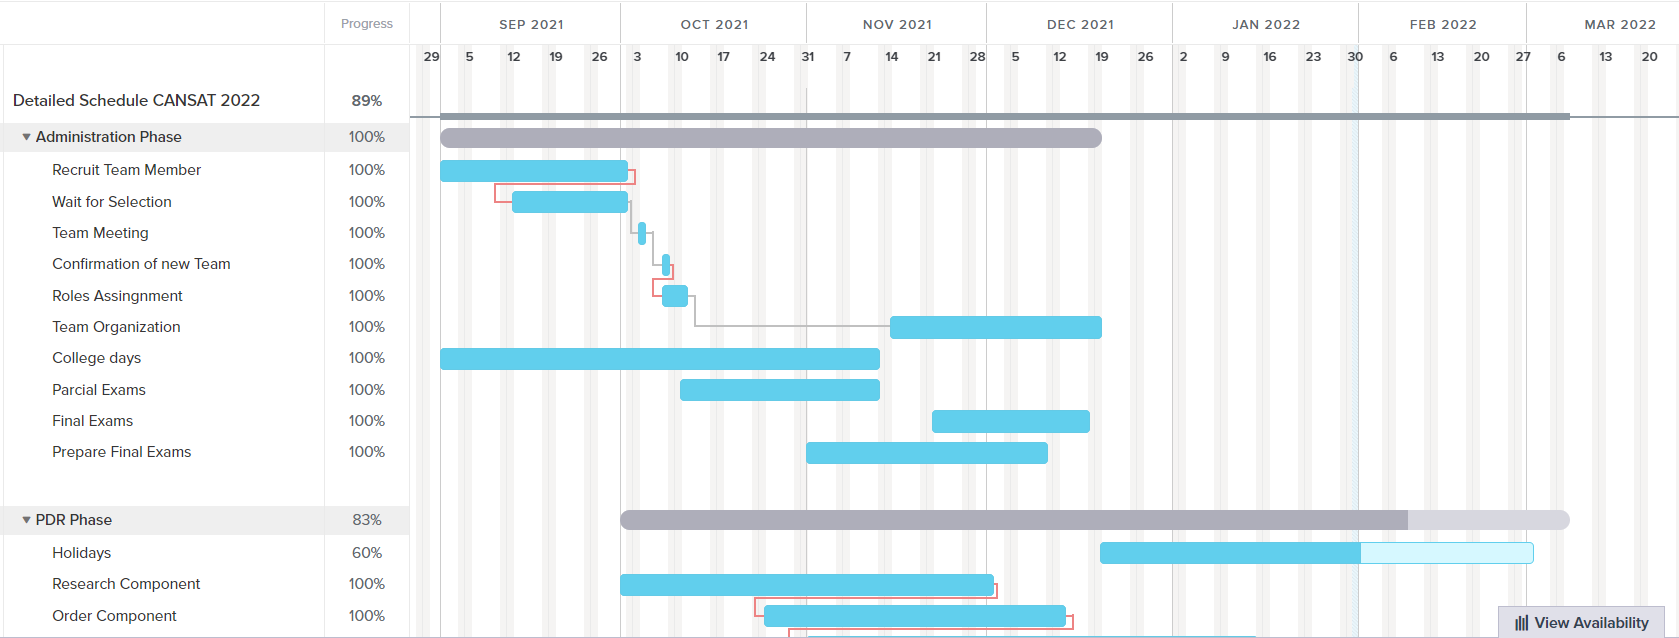 Progress SEP 2021 OCT 2021 NOV 2021 DEC 2021 JAN 2022 FEB 2022 MAR 2022
29 5 12 19 26 3 10 17 24 31 7 14 21 28 5 12 19 26 2 9 16 23 30 6 13 20 27 6 13 20
Detailed Schedule CANSAT 2022 89%
Administration Phase 100%
Recruit Team Member 100%
Wait for Selection 100%
Team Meeting 100%
Confirmation of new Team 100%
Roles Assingnment 100%
Team Organization 100%
College days 100%
Parcial Exams 100%
Final Exams 100%
Prepare Final Exams 100%
PDR Phase 83%
Holidays 60%
Research Component 100%
Order Component 100%
View Availability